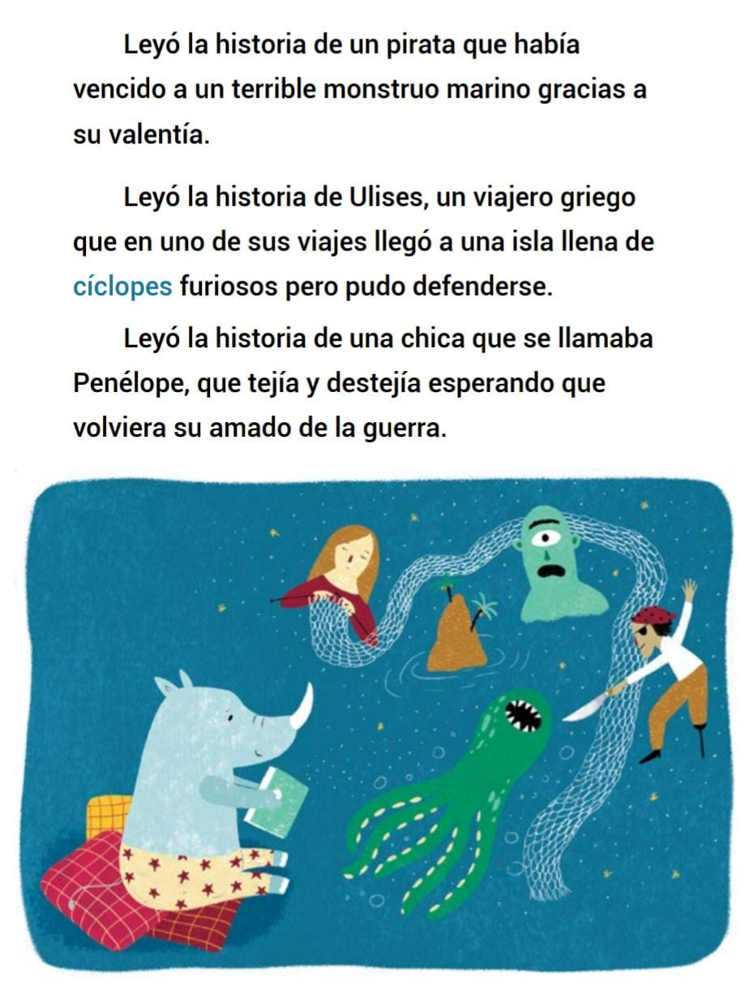 Leyó la historia de un pirata que había
vencido a un terrible monstruo marino gracias a
su valentía.
Leyó la historia de Ulises, un viajero griego
que en uno de sus viajes llegó a una isla llena de
cíclopes furiosos pero pudo defenderse.
Leyó la historia de una chica que se llamaba
Penélope, que tejía y destejía esperando que
volviera su amado de la guerra.